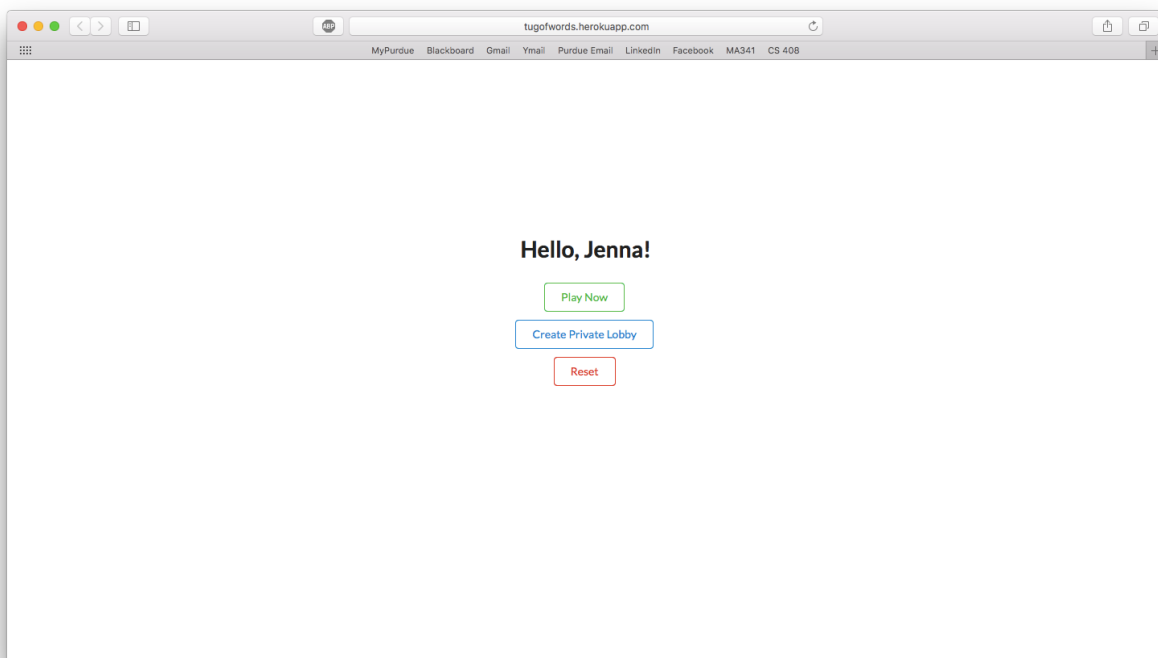 ABP
tugofwords.herokuapp.com
MyPurdue Blackboard Gmail Ymail Purdue Email LinkedIn Facebook MA341 CS 408
Hello, Jenna!
Play Now
Create Private Lobby
Reset